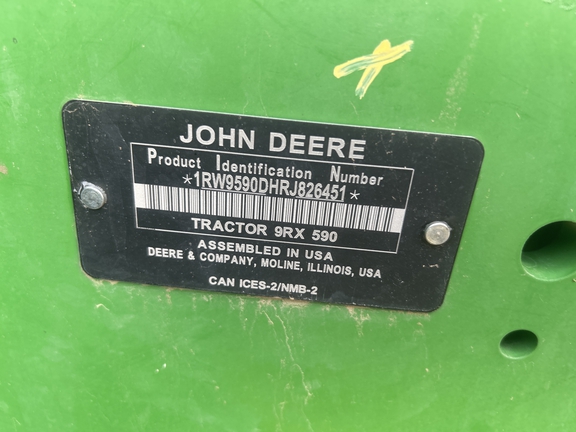 JOHN DEERE
Product Identification Number
*1RW9590DHRJ826451*
TRACTOR 9RX 590
ASSEMBLED IN USA
DEERE & COMPANY, MOLINE, ILLINOIS, USA
CAN ICES-2/NMB-2